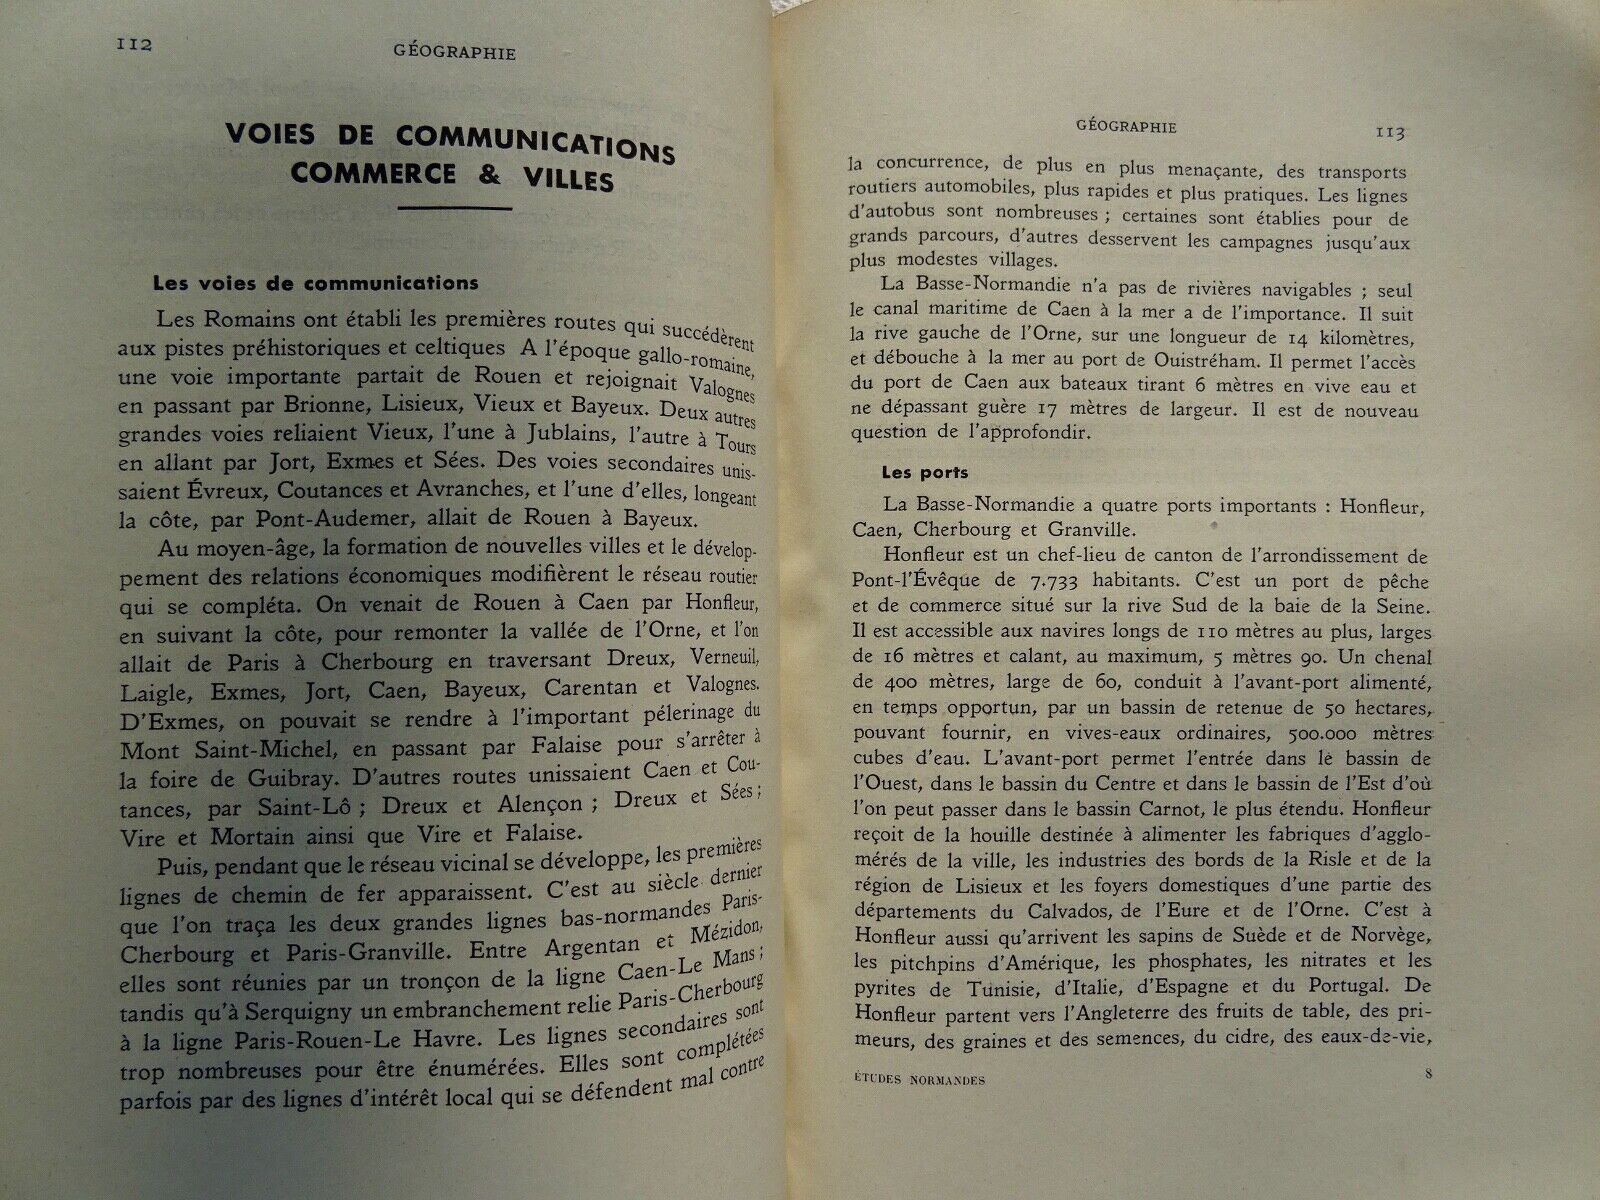 112
GÉOGRAPHIE
VOIES DE COMMUNICATIONS
COMMERCE & VILLES
Les voies de communications
Les Romains ont établi les premières routes qui succédèrent
aux pistes préhistoriques et celtiques A l'époque gallo-romaine,
une voie importante partait de Rouen et rejoignait Valognes
en passant par Brionne, Lisieux, Vieux et Bayeux. Deux autres
grandes voies reliaient Vieux, l'une à Jublains, l'autre à Tours
en allant par Jort, Exmes et Sées. Des voies secondaires unis-
saient Évreux, Coutances et Avranches, et l'une d'elles, longeant
la côte, par Pont-Audemer, allait de Rouen à Bayeux.
Au moyen-âge, la formation de nouvelles villes et le dévelop-
pement des relations économiques modifièrent le réseau routier
qui se compléta. On venait de Rouen à Caen par Honfleur,
en suivant la côte, pour remonter la vallée de l'Orne, et l'on
allait de Paris à Cherbourg en traversant Dreux, Verneuil,
Laigle, Exmes, Jort, Caen, Bayeux, Carentan et Valognes.
D'Exmes, on pouvait se rendre à l'important pélerinage du
Mont Saint-Michel, en passant par Falaise pour s'arrêter à
la foire de Guibray. D'autres routes unissaient Caen et Cou-
tances, par Saint-Lô ; Dreux et Alençon ; Dreux et Sées ;
Vire et Mortain ainsi que Vire et Falaise.
Puis, pendant que le réseau vicinal se développe, les premières
lignes de chemin de fer apparaissent. C'est au siècle dernier
que l'on traça les deux grandes lignes bas-normandes Paris-
Cherbourg et Paris-Granville. Entre Argentan et Mézidon,
elles sont réunies par un tronçon de la ligne Caen-Le Mans ;
tandis qu'à Serquigny un embranchement relie Paris-Cherbourg
à la ligne Paris-Rouen-Le Havre. Les lignes secondaires sont
trop nombreuses pour être énumérées. Elles sont complétées
parfois par des lignes d'intérêt local qui se défendent mal contre
GÉOGRAPHIE
113
la concurrence, de plus en plus menaçante, des transports
routiers automobiles, plus rapides et plus pratiques. Les lignes
d'autobus sont nombreuses ; certaines sont établies pour de
grands parcours, d'autres desservent les campagnes jusqu'aux
plus modestes villages.
La Basse-Normandie n'a pas de rivières navigables ; seul
le canal maritime de Caen à la mer a de l'importance. Il suit
la rive gauche de l'Orne, sur une longueur de 14 kilomètres,
et débouche à la mer au port de Ouistréham. Il permet l'accès
du port de Caen aux bateaux tirant 6 mètres en vive eau et
ne dépassant guère 17 mètres de largeur. Il est de nouveau
question de l'approfondir.
Les ports
La Basse-Normandie a quatre ports importants : Honfleur,
Caen, Cherbourg et Granville.
Honfleur est un chef-lieu de canton de l'arrondissement de
Pont-l'Évêque de 7.733 habitants. C'est un port de pêche
et de commerce situé sur la rive Sud de la baie de la Seine.
Il est accessible aux navires longs de 110 mètres au plus, larges
de 16 mètres et calant, au maximum, 5 mètres 90. Un chenal
de 400 mètres, large de 60, conduit à l'avant-port alimenté,
en temps opportun, par un bassin de retenue de 50 hectares,
pouvant fournir, en vives-eaux ordinaires, 500.000 mètres
cubes d'eau. L'avant-port permet l'entrée dans le bassin de
l'Ouest, dans le bassin du Centre et dans le bassin de l'Est d'où
l'on peut passer dans le bassin Carnot, le plus étendu. Honfleur
reçoit de la houille destinée à alimenter les fabriques d'agglo-
mérés de la ville, les industries des bords de la Risle et de la
région de Lisieux et les foyers domestiques d'une partie des
départements du Calvados, de l'Eure et de l'Orne. C'est à
Honfleur aussi qu'arrivent les sapins de Suède et de Norvège,
les pitchpins d'Amérique, les phosphates, les nitrates et les
pyrites de Tunisie, d'Italie, d'Espagne et du Portugal. De
Honfleur partent vers l'Angleterre des fruits de table, des pri-
meurs, des graines et des semences, du cidre, des eaux-de-vie,
ÉTUDES NORMANDES
8